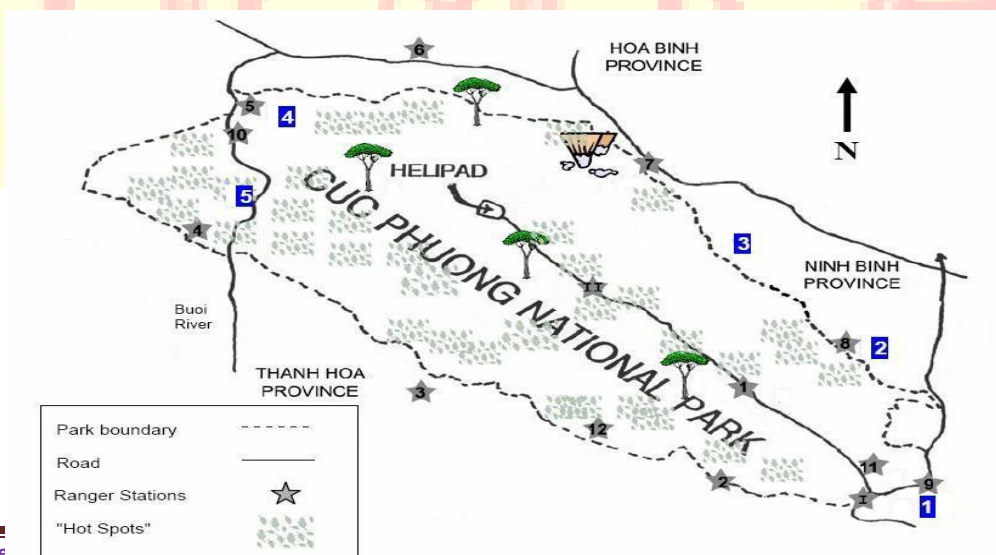 6
HOA BINH
PROVINCE
5
4
10
N
HELIPAD
7
CUC PHUONG NATIONAL PARK
5
4
3
NINH BINH
PROVINCE
II
Buoi
River
8
2
THANH HOA
PROVINCE
3
1
12
11
2
I
9
1
Park boundary
Road
Ranger Stations
"Hot Spots"